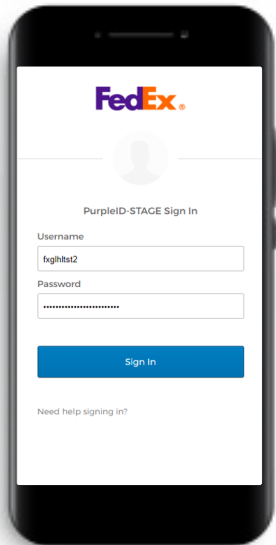 FedEx®
PurpleID-STAGE Sign In
Username
fxglhltst2
Password
Sign In
Need help signing in?